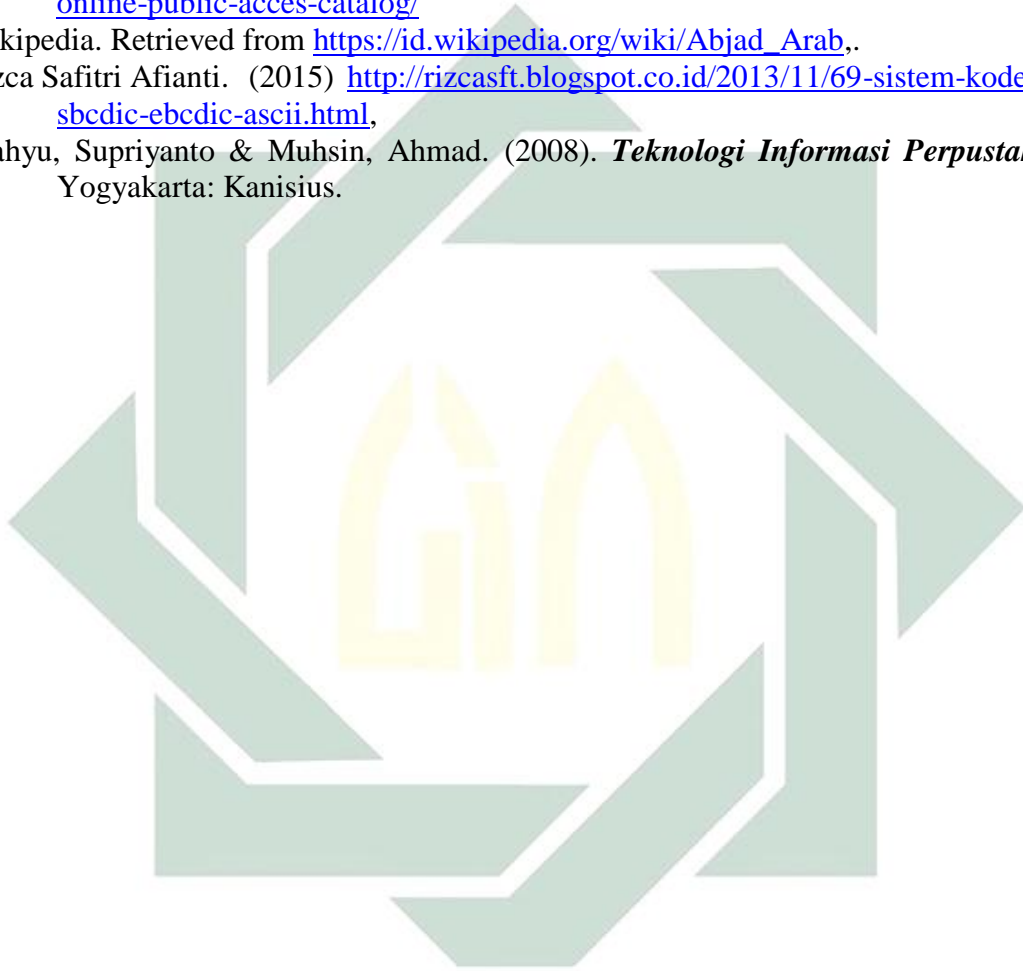 online-public-acces-catalog/
kipedia. Retrieved from https://id.wikipedia.org/wiki/Abjad_Arab,.
zca Safitri Afianti. (2015) http://rizcasft.blogspot.co.id/2013/11/69-sistem-kode
sbcdic-ebcdic-ascii.html,
ahyu, Supriyanto & Muhsin, Ahmad. (2008). Teknologi Informasi Perpustak
Yogyakarta: Kanisius.